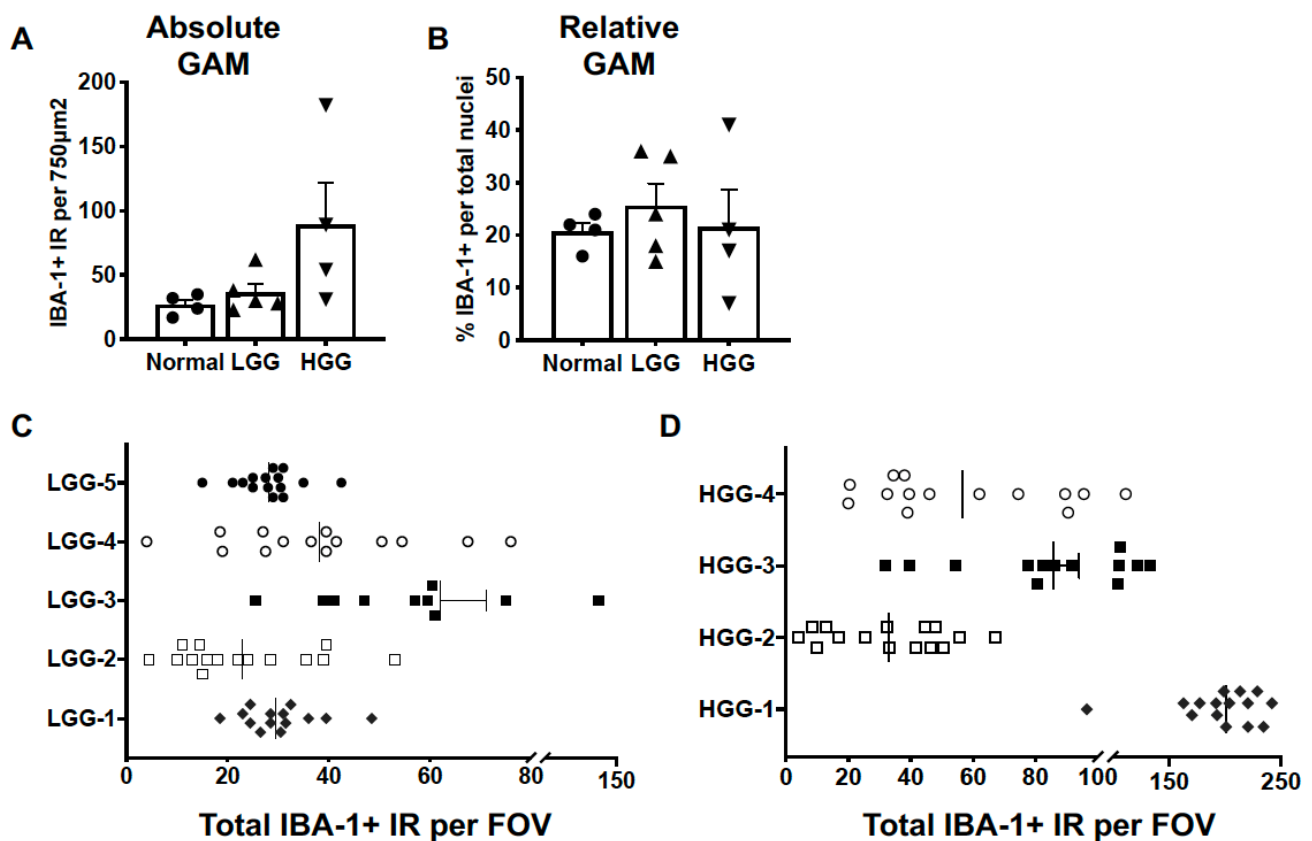 A
Absolute
GAM
IBA-1+ IR per 750µm2
200
150
100
50
0
Normal LGG HGG
B
Relative
GAM
% IBA-1+ per total nuclei
50
40
30
20
10
0
Normal LGG HGG
C
LGG-5
LGG-4
LGG-3
LGG-2
LGG-1
0 20 40 60 80 150
Total IBA-1+ IR per FOV
D
HGG-4
HGG-3
HGG-2
HGG-1
0 20 40 60 80 100 150 250
Total IBA-1+ IR per FOV